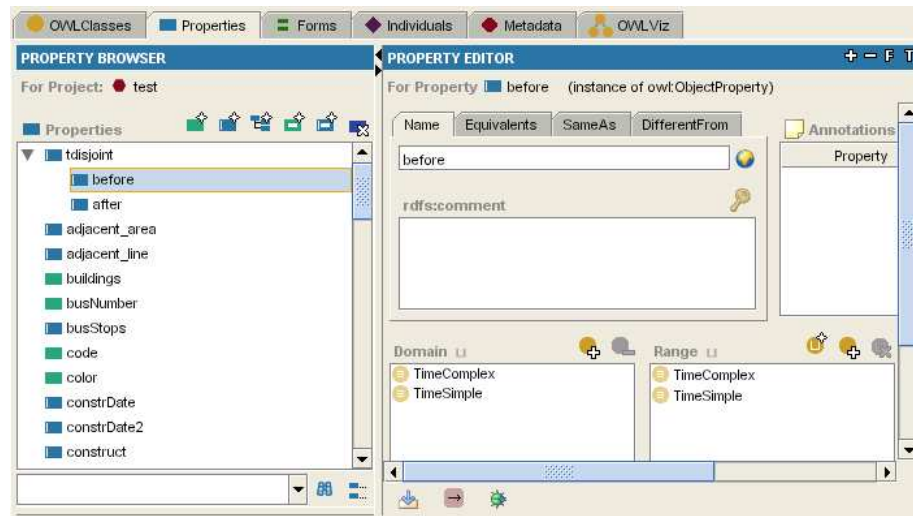 OWLClasses Properties Forms Individuals Metadata OWLViz
PROPERTY BROWSER
For Project: test
Properties
tdisjoint
before
after
adjacent_area
adjacent_line
buildings
busNumber
busStops
code
color
constrDate
constrDate2
construct
PROPERTY EDITOR F T
For Property before (instance of owl:ObjectProperty)
Name Equivalents SameAs DifferentFrom
before
rdfs:comment
Annotations
Property
Domain ⊔
TimeComplex
TimeSimple
Range ⊔
TimeComplex
TimeSimple